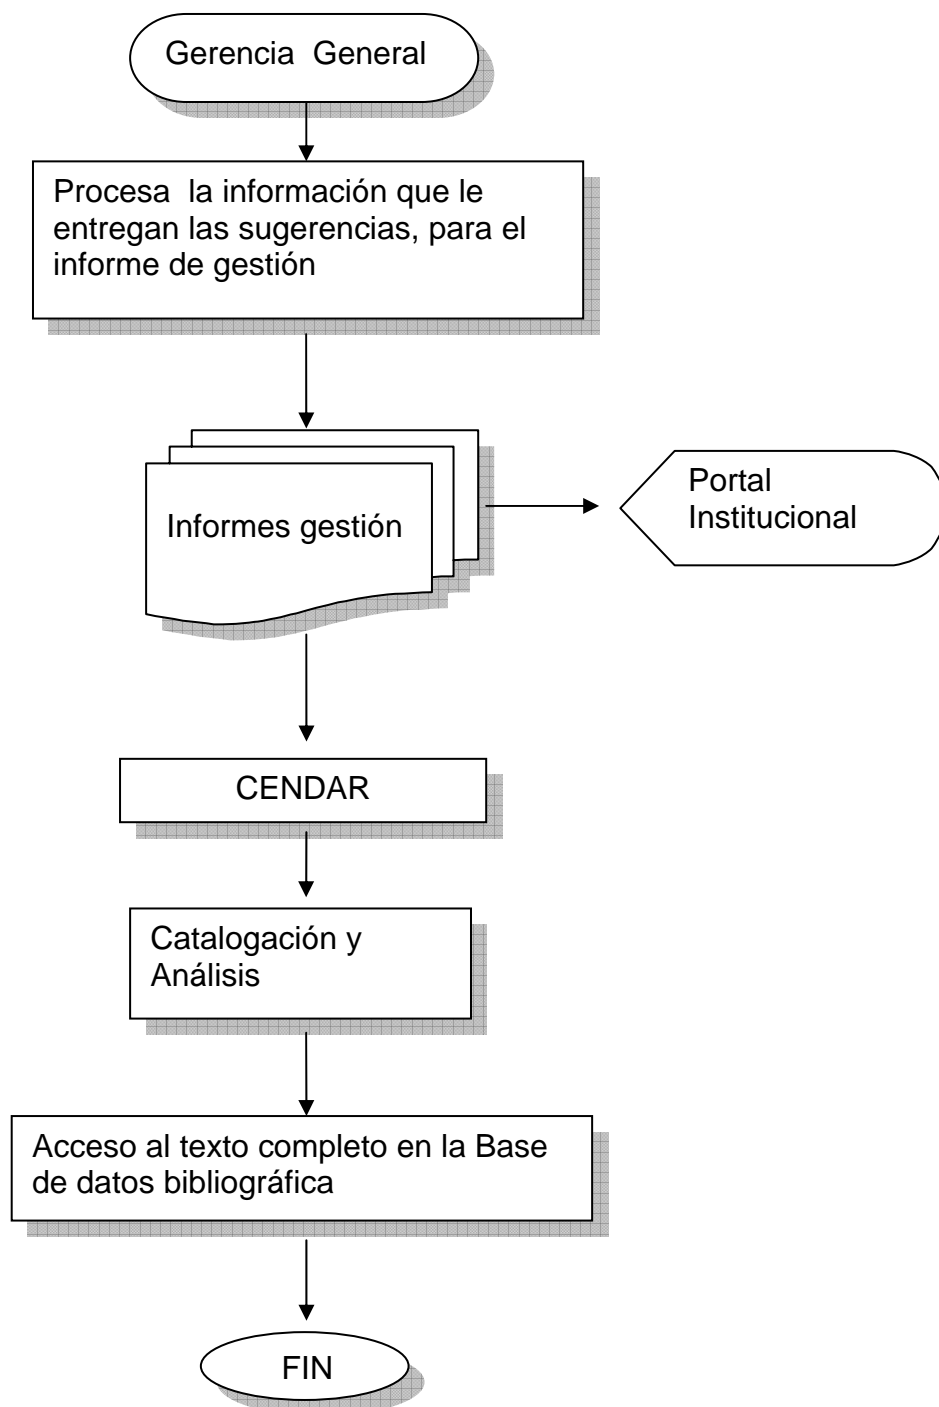 Gerencia  General
Procesa  la información que le
entregan las sugerencias, para el
informe de gestión
Informes gestión
Portal
Institucional
CENDAR
Catalogación y
Análisis
Acceso al texto completo en la Base
de datos bibliográfica
FIN